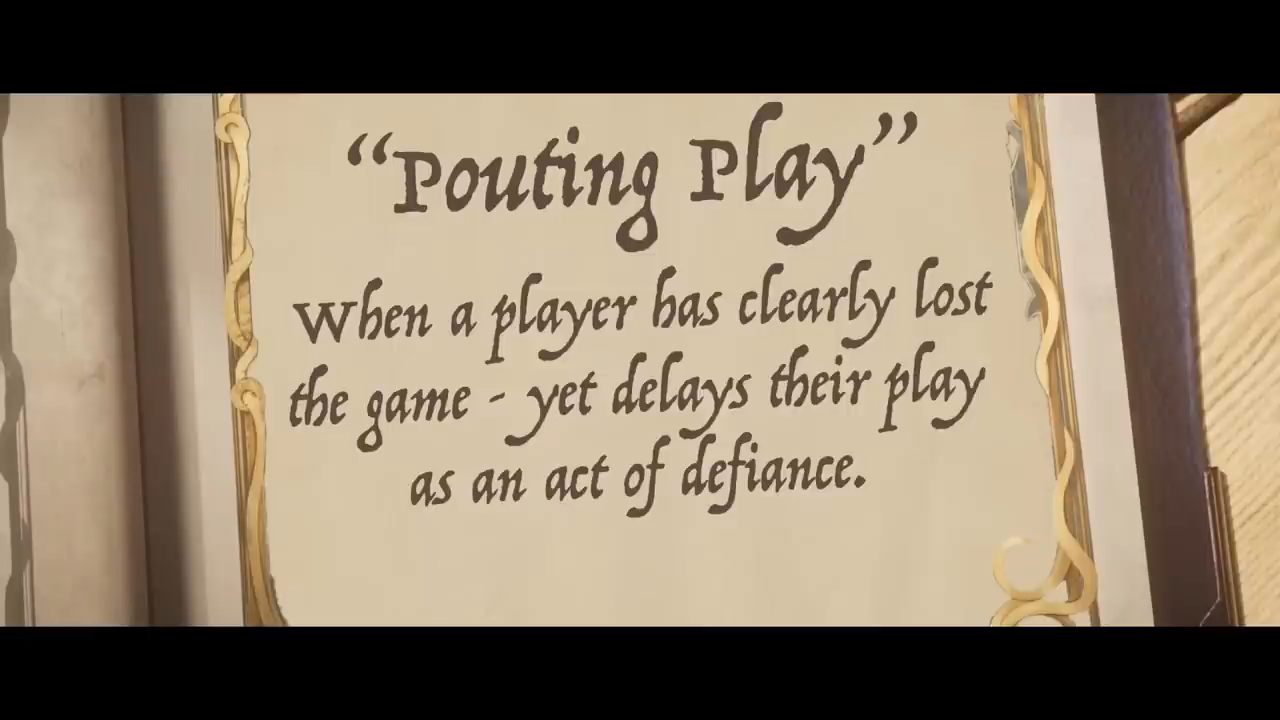 “Pouting Play”
When a player has clearly lost
the game - yet delays their play
as an act of defiance.